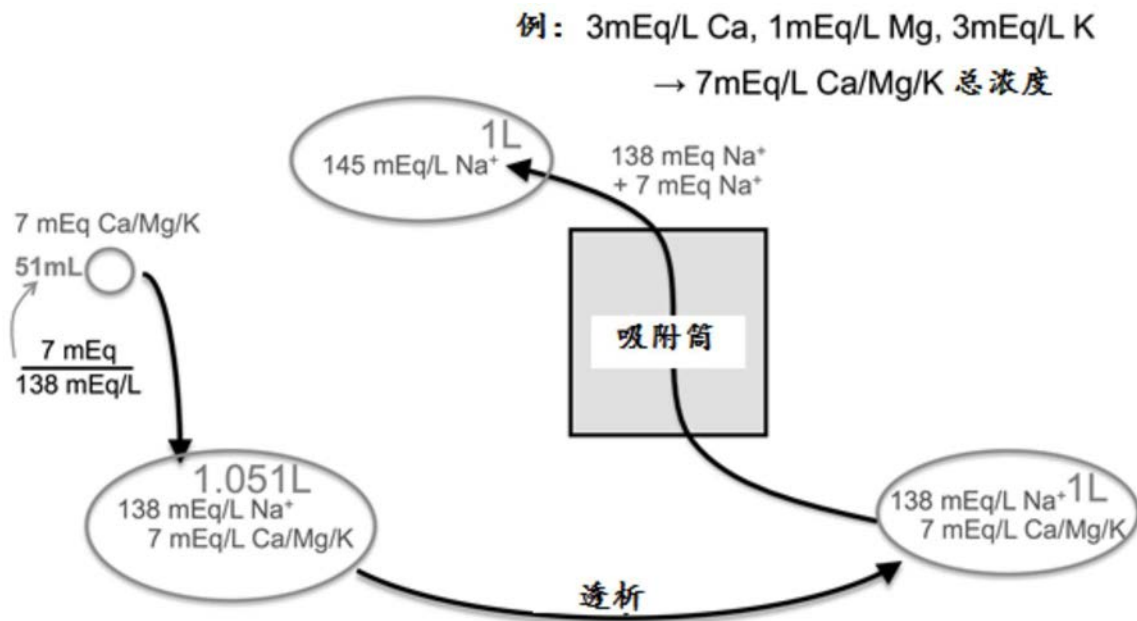 例：3mEq/L Ca, 1mEq/L Mg, 3mEq/L K
→ 7mEq/L Ca/Mg/K 总浓度
1L
145 mEq/L Na⁺
138 mEq Na⁺
+ 7 mEq Na⁺
7 mEq Ca/Mg/K
51mL
7 mEq
138 mEq/L
吸附筒
1.051L
138 mEq/L Na⁺
7 mEq/L Ca/Mg/K
138 mEq/L Na⁺ 1L
7 mEq/L Ca/Mg/K
透析